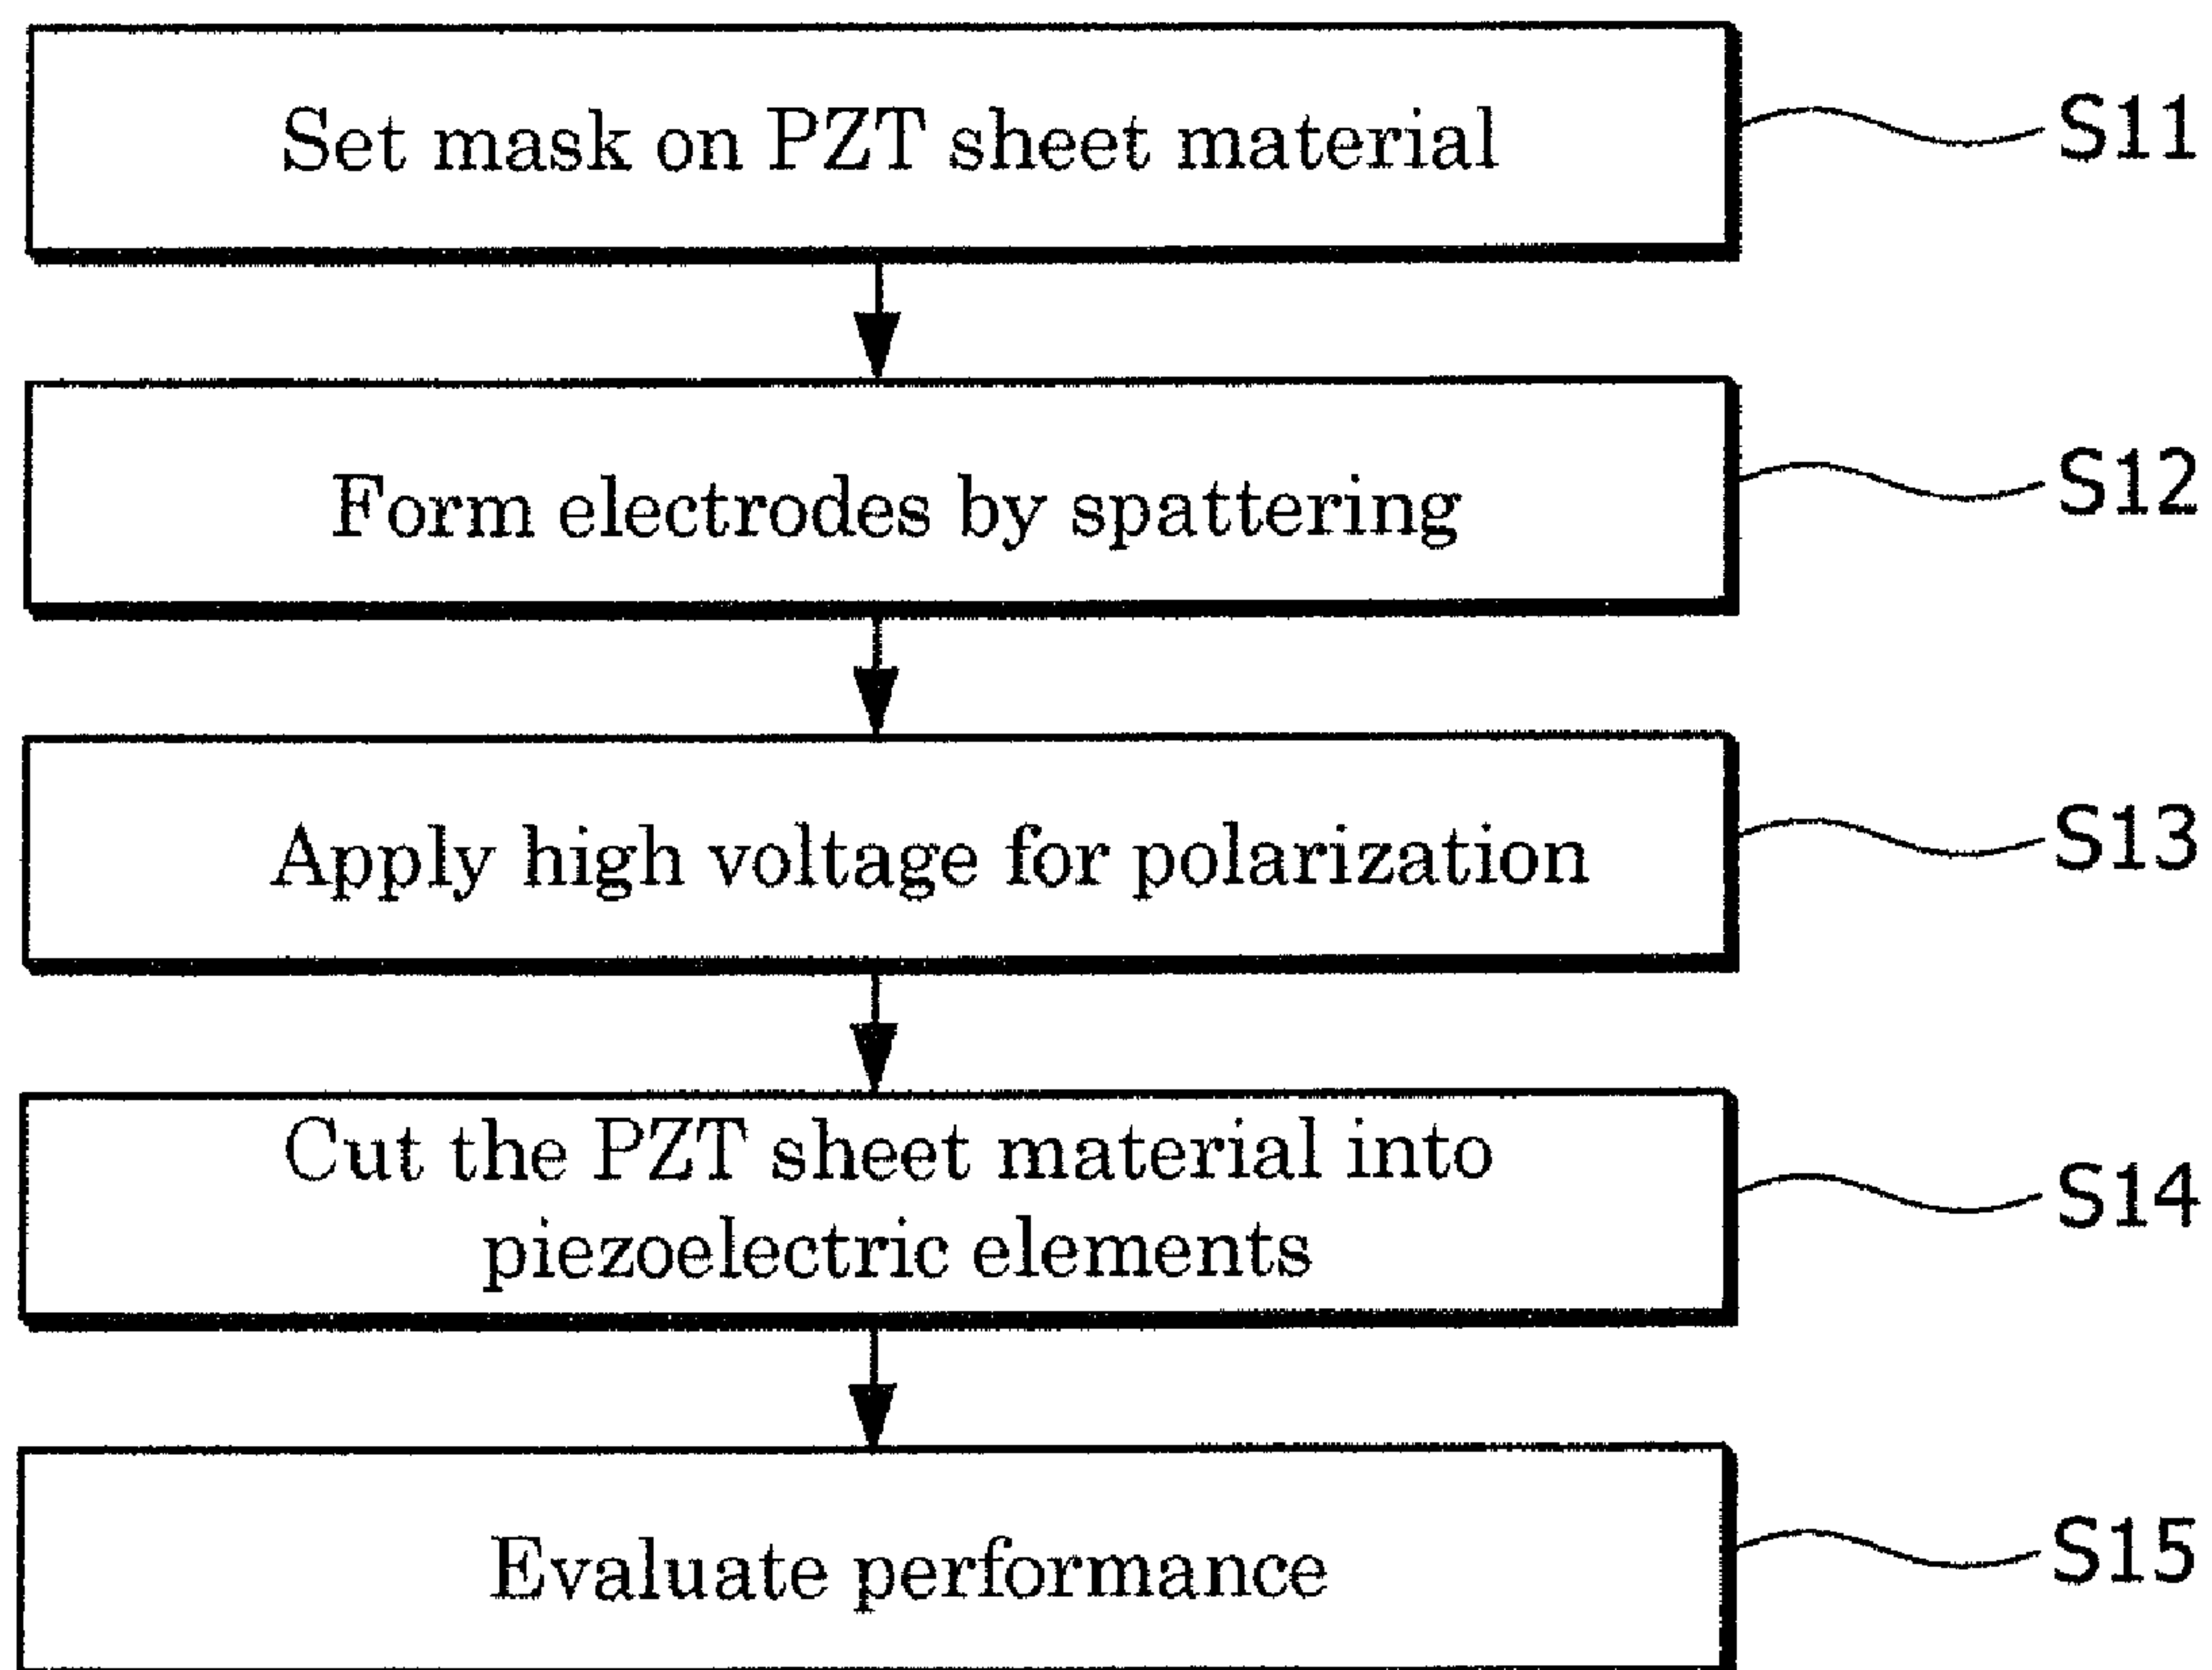 Set mask on PZT sheet material
S11
Form electrodes by spattering
S12
Apply high voltage for polarization
S13
Cut the PZT sheet material into
piezoelectric elements
S14
Evaluate performance
S15